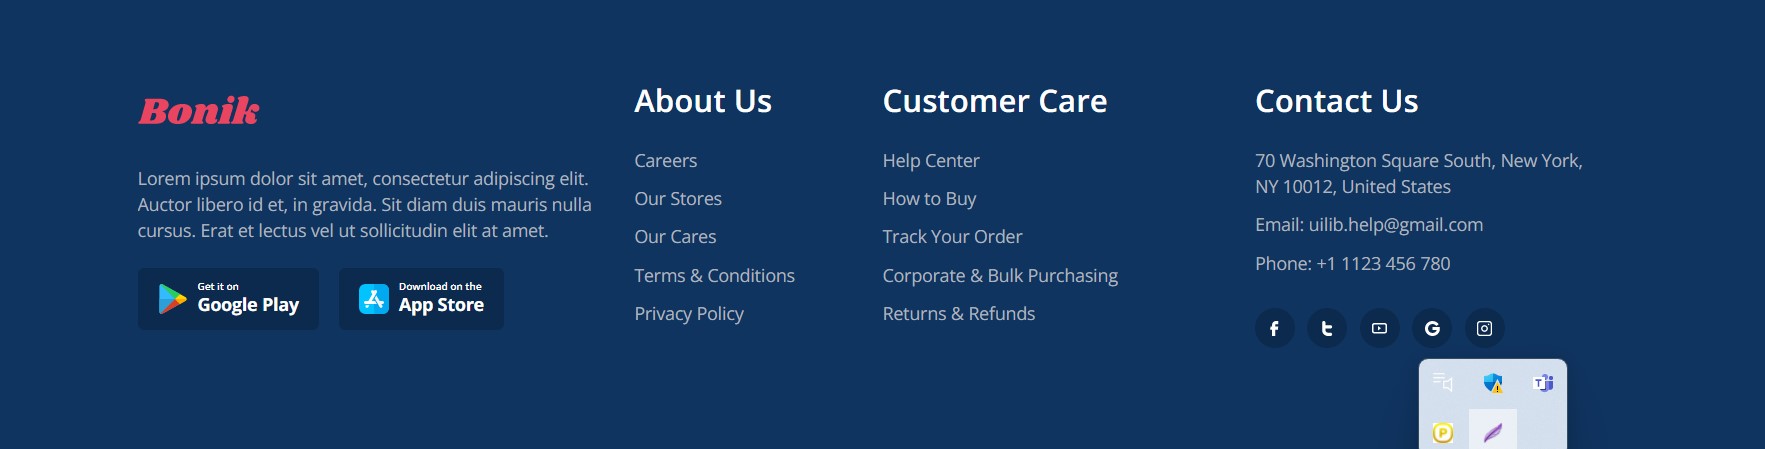 Bonik
Lorem ipsum dolor sit amet, consectetur adipiscing elit.
Auctor libero id et, in gravida. Sit diam duis mauris nulla
cursus. Erat et lectus vel ut sollicitudin elit at amet.
Get it on
Google Play
Download on the
App Store
About Us
Careers
Our Stores
Our Cares
Terms & Conditions
Privacy Policy
Customer Care
Help Center
How to Buy
Track Your Order
Corporate & Bulk Purchasing
Returns & Refunds
Contact Us
70 Washington Square South, New York,
NY 10012, United States
Email: uilib.help@gmail.com
Phone: +1 1123 456 780